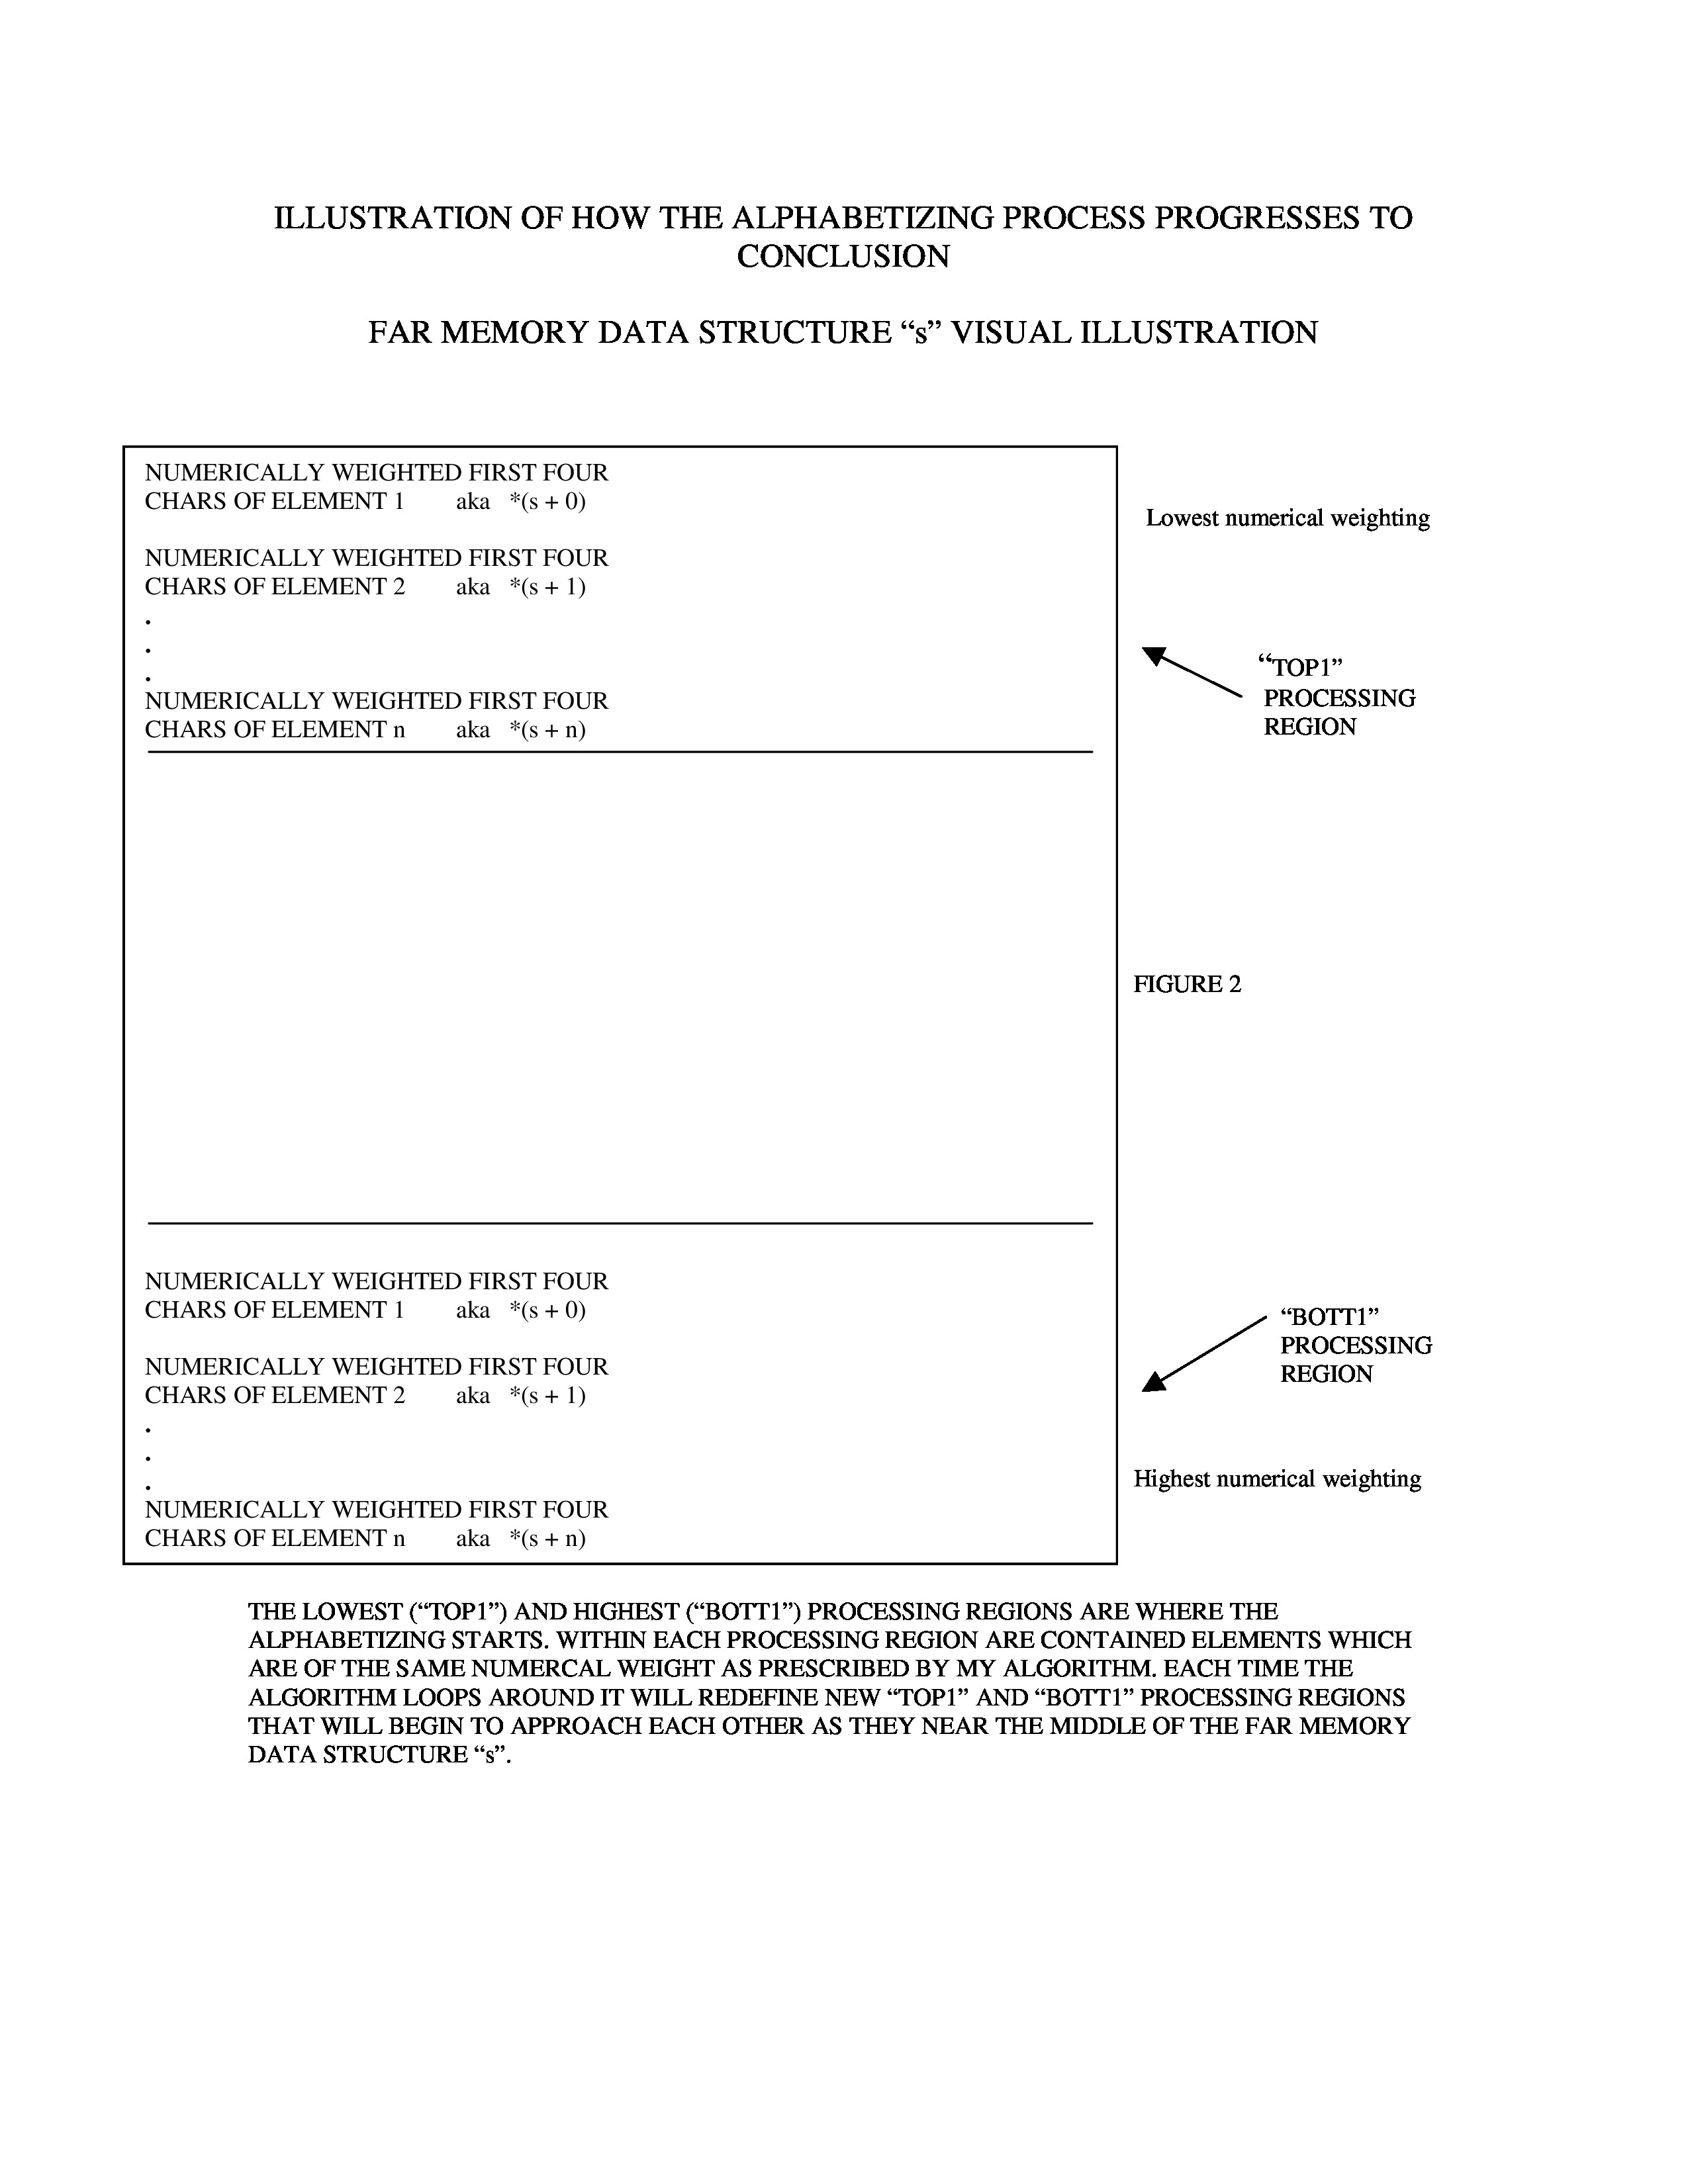 ILLUSTRATION OF HOW THE ALPHABETIZING PROCESS PROGRESSES TO
CONCLUSION
FAR MEMORY DATA STRUCTURE “s” VISUAL ILLUSTRATION
NUMERICALLY WEIGHTED FIRST FOUR
CHARS OF ELEMENT 1 aka *(s + 0)
Lowest numerical weighting
NUMERICALLY WEIGHTED FIRST FOUR
CHARS OF ELEMENT 2 aka *(s + 1)
.
.
.
“TOP1”
PROCESSING
REGION
NUMERICALLY WEIGHTED FIRST FOUR
CHARS OF ELEMENT n aka *(s + n)
FIGURE 2
NUMERICALLY WEIGHTED FIRST FOUR
CHARS OF ELEMENT 1 aka *(s + 0)
“BOTT1”
PROCESSING
REGION
NUMERICALLY WEIGHTED FIRST FOUR
CHARS OF ELEMENT 2 aka *(s + 1)
.
.
.
Highest numerical weighting
NUMERICALLY WEIGHTED FIRST FOUR
CHARS OF ELEMENT n aka *(s + n)
THE LOWEST (“TOP1”) AND HIGHEST (“BOTT1”) PROCESSING REGIONS ARE WHERE THE
ALPHABETIZING STARTS. WITHIN EACH PROCESSING REGION ARE CONTAINED ELEMENTS WHICH
ARE OF THE SAME NUMERCAL WEIGHT AS PRESCRIBED BY MY ALGORITHM. EACH TIME THE
ALGORITHM LOOPS AROUND IT WILL REDEFINE NEW “TOP1” AND “BOTT1” PROCESSING REGIONS
THAT WILL BEGIN TO APPROACH EACH OTHER AS THEY NEAR THE MIDDLE OF THE FAR MEMORY
DATA STRUCTURE “s”.